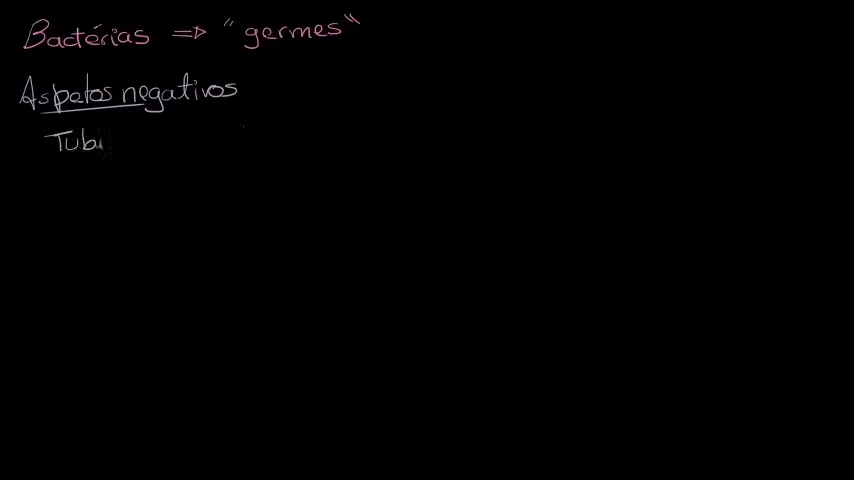 Bactérias => "germes"
Aspetos negativos
Tub